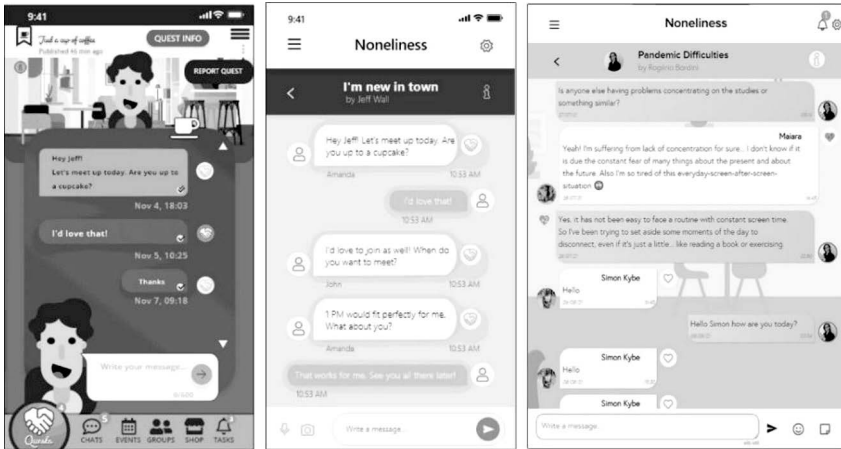 9:41
Just a cup of coffee
Published 46 min ago
QUEST INFO
REPORT QUEST
Hey Jeff!
Let's meet up today. Are you up to
a cupcake?
Nov 4, 18:03
I'd love that!
Nov 5, 10:25
Thanks
Nov 7, 09:18
Write your message...
Quests
5
CHATS
EVENTS
GROUPS
SHOP
TASKS
9:41
Noneliness
I'm new in town
by Jeff Wall
Hey Jeff! Let's meet up today. Are
you up to a cupcake?
Amanda
10:53 AM
I'd love that!
10:53 AM
I'd love to join as well! When do
you want to meet?
John
10:53 AM
1 PM would fit perfectly for me.
What about you?
Amanda
10:53 AM
That works for me. See you all there later!
10:53 AM
Write a message...
Noneliness
Pandemic Difficulties
by Rogério Bordini
Is anyone else having problems concentrating on the studies or
something similar?
Maiara
Yeah! I'm suffering from lack of concentration for sure... I don't know if it
is due the constant fear of many things about the present and about
the future. Also I'm so tired of this everyday-screen-after-screen-
situation
Yes, it has not been easy to face a routine with constant screen time.
So I've been trying to set aside some moments of the day to
disconnect, even if it's just a little... like reading a book or exercising
Simon Kybe
Hello
Hello Simon how are you today?
Simon Kybe
Hello
Simon Kybe
Write a message...